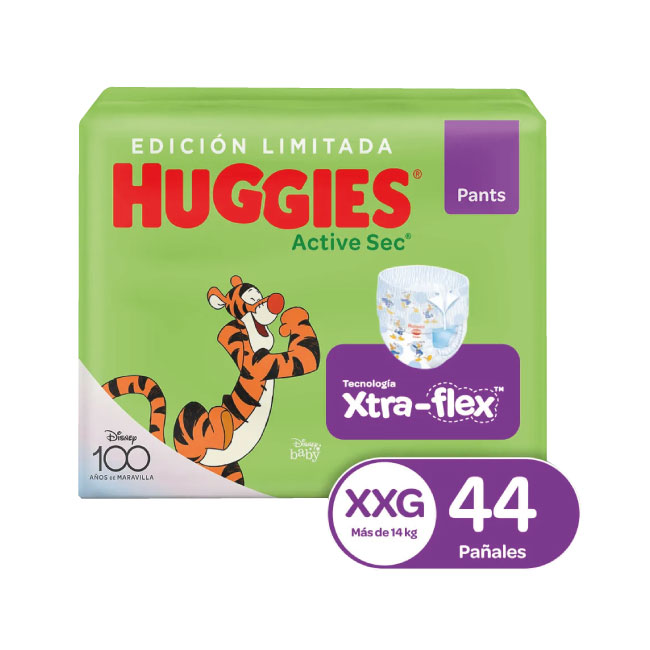 EDICIÓN LIMITADA
HUGGIES®
Active Sec®
Pants
Tecnología
Xtra-flex™
Disney
100
AÑOS DE MARAVILLA
Disney
baby
XXG
Más de 14 kg
44
Pañales